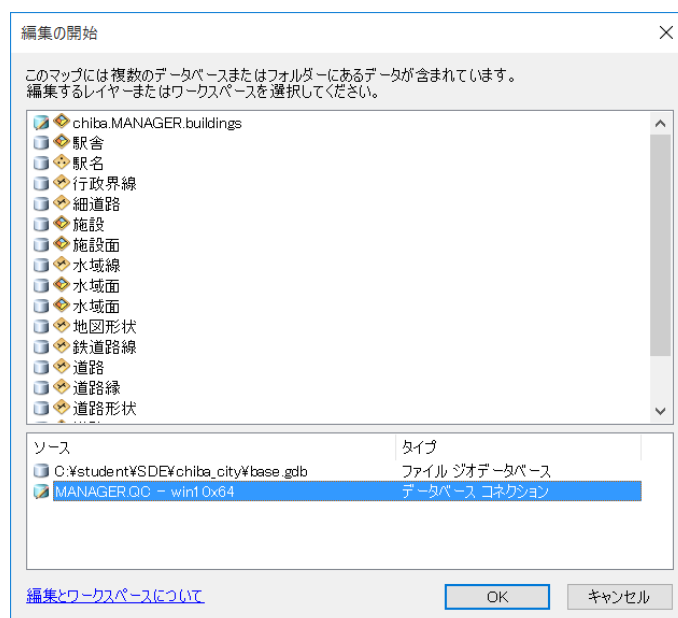 編集の開始
このマップには複数のデータベースまたはフォルダーにあるデータが含まれています。
編集するレイヤーまたはワークスペースを選択してください。
chiba.MANAGER.buildings
駅舎
駅名
行政界線
細道路
施設
施設面
水域線
水域面
水域面
地図形状
鉄道路線
道路
道路縁
道路形状
ソース タイプ
C:¥student¥SDE¥chiba_city¥base.gdb ファイル ジオデータベース
MANAGER.QC - win10x64 データベース コネクション
編集とワークスペースについて OK キャンセル